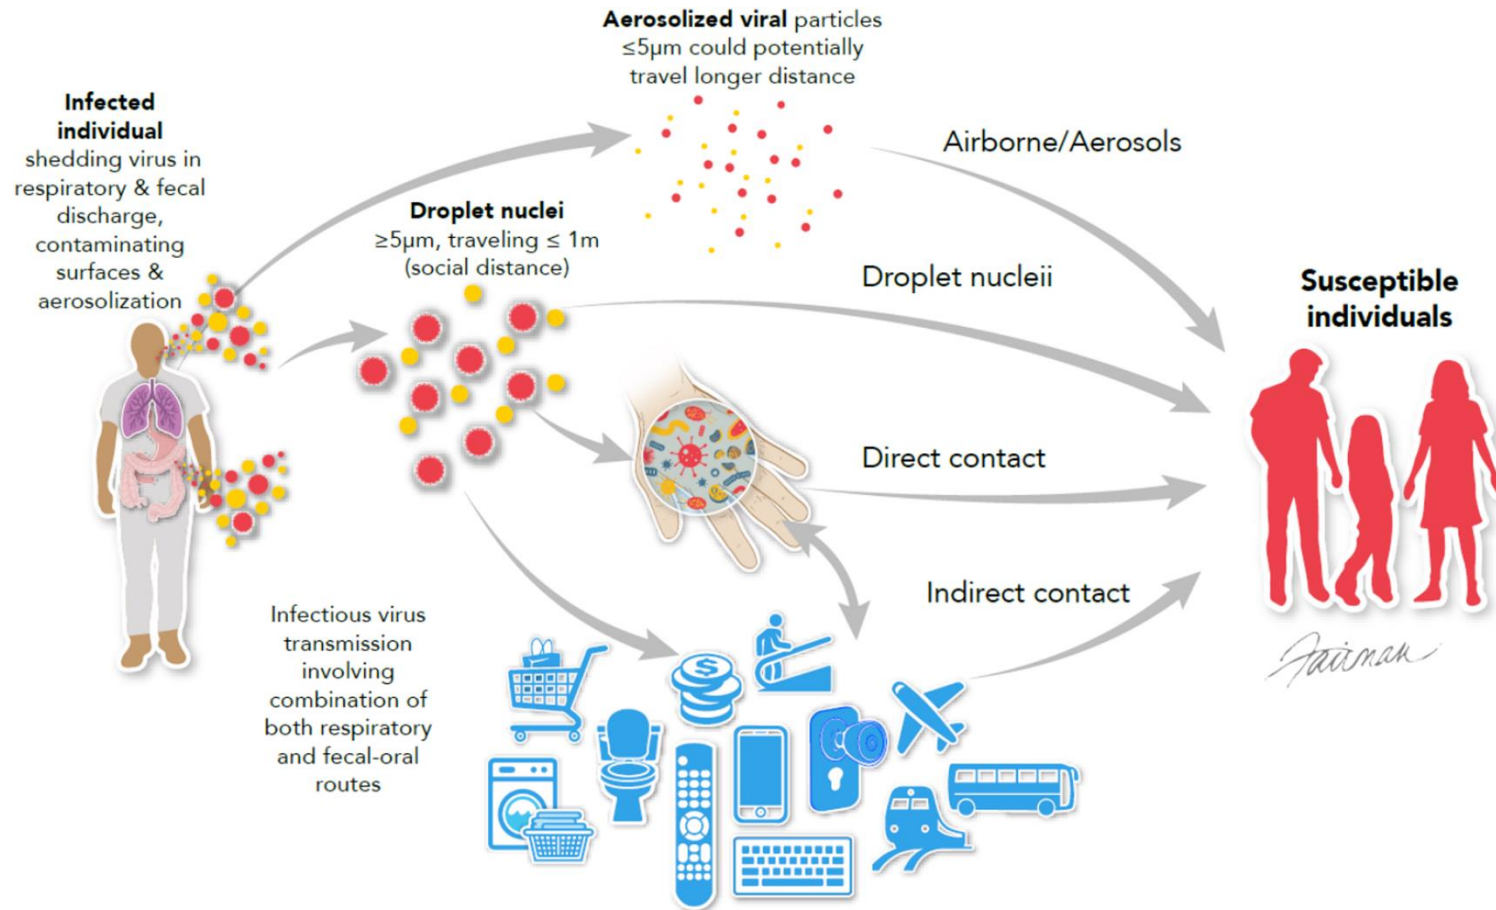 Aerosolized viral particles
≤5μm could potentially
travel longer distance
Infected
individual
shedding virus in
respiratory & fecal
discharge,
contaminating
surfaces &
aerosolization
Airborne/Aerosols
Droplet nuclei
≥5μm, traveling ≤ 1m
(social distance)
Droplet nucleii
Susceptible
individuals
Direct contact
Indirect contact
Infectious virus
transmission
involving
combination of
both respiratory
and fecal-oral
routes
$
Fairman